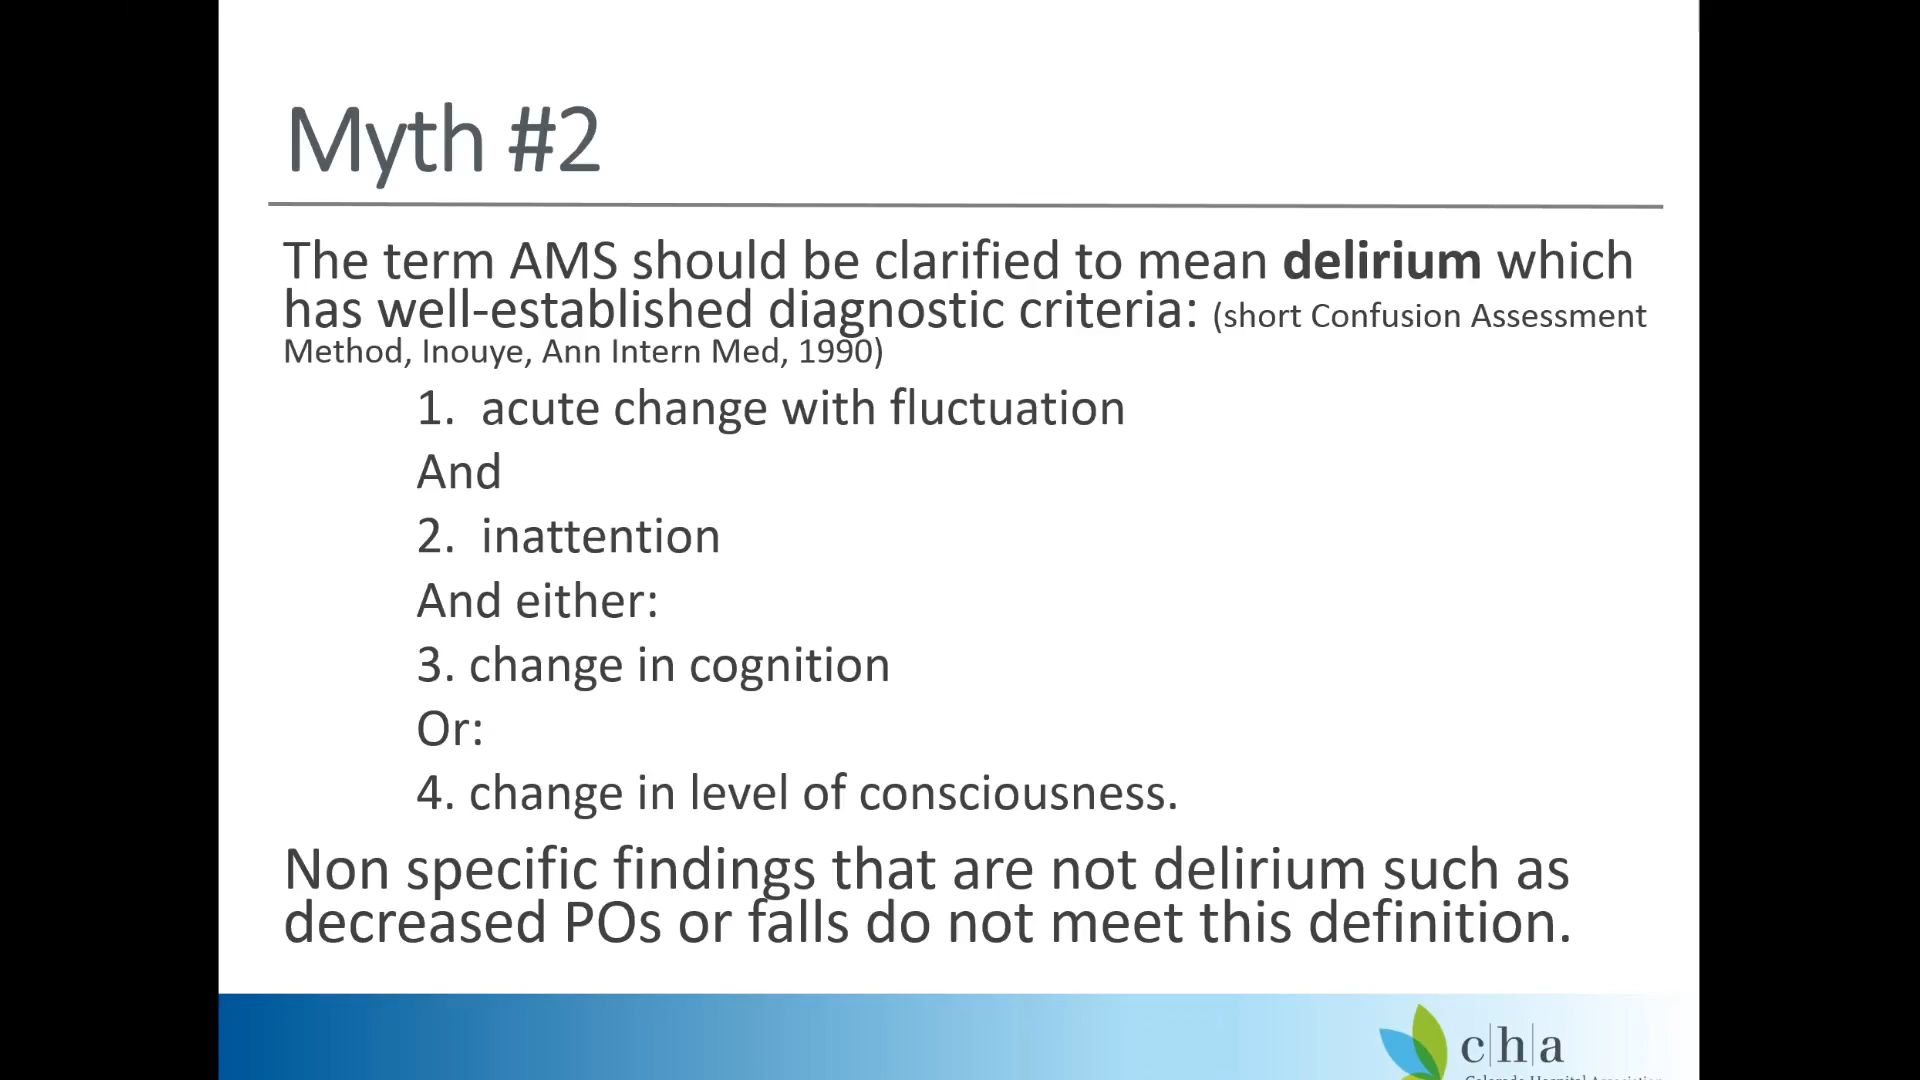 Myth #2
The term AMS should be clarified to mean delirium which
has well-established diagnostic criteria: (short Confusion Assessment
Method, Inouye, Ann Intern Med, 1990)
1. acute change with fluctuation
And
2. inattention
And either:
3. change in cognition
Or:
4. change in level of consciousness.
Non specific findings that are not delirium such as
decreased POs or falls do not meet this definition.
c|h|a
Colorado Hospital Association